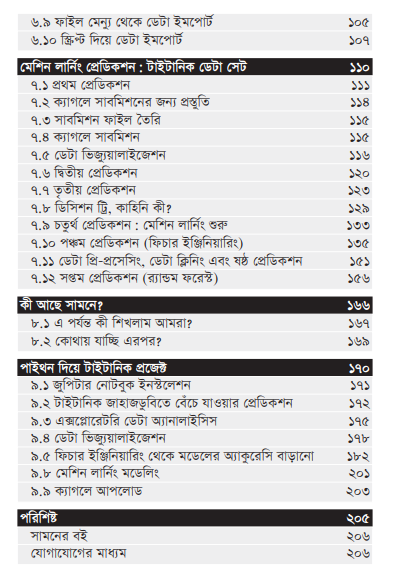 ৬.৯ ফাইল মেন্যু থেকে ডেটা ইমপোর্ট ১০৫
৬.১০ স্ক্রিপ্ট দিয়ে ডেটা ইমপোর্ট ১০৭
মেশিন লার্নিং প্রেডিকশন : টাইটানিক ডেটা সেট ১১০
৭.১ প্রথম প্রেডিকশন ১১১
৭.২ ক্যাগলে সাবমিশনের জন্য প্রস্তুতি ১১৪
৭.৩ সাবমিশন ফাইল তৈরি ১১৫
৭.৪ ক্যাগলে সাবমিশন ১১৫
৭.৫ ডেটা ভিজ্যুয়ালাইজেশন ১১৬
৭.৬ দ্বিতীয় প্রেডিকশন ১২০
৭.৭ তৃতীয় প্রেডিকশন ১২৩
৭.৮ ডিসিশন ট্রি, কাহিনি কী? ১২৯
৭.৯ চতুর্থ প্রেডিকশন : মেশিন লার্নিং শুরু ১৩৩
৭.১০ পঞ্চম প্রেডিকশন (ফিচার ইঞ্জিনিয়ারিং) ১৩৫
৭.১১ ডেটা প্রি-প্রসেসিং, ডেটা ক্লিনিং এবং ষষ্ঠ প্রেডিকশন ১৫১
৭.১২ সপ্তম প্রেডিকশন (র‍্যান্ডম ফরেস্ট) ১৫৬
কী আছে সামনে? ১৬৬
৮.১ এ পর্যন্ত কী শিখলাম আমরা? ১৬৭
৮.২ কোথায় যাচ্ছি এরপর? ১৬৯
পাইথন দিয়ে টাইটানিক প্রজেক্ট ১৭০
৯.১ জুপিটার নোটবুক ইনস্টলেশন ১৭১
৯.২ টাইটানিক জাহাজডুবিতে বেঁচে যাওয়ার প্রেডিকশন ১৭২
৯.৩ এক্সপ্লোরেটরি ডেটা অ্যানালাইসিস ১৭৫
৯.৪ ডেটা ভিজ্যুয়ালাইজেশন ১৭৮
৯.৫ ফিচার ইঞ্জিনিয়ারিং থেকে মডেলের অ্যাকুরেসি বাড়ানো ১৮২
৯.৮ মেশিন লার্নিং মডেলিং ২০১
৯.৯ ক্যাগলে আপলোড ২০৩
পরিশিষ্ট ২০৫
সামনের বই ২০৬
যোগাযোগের মাধ্যম ২০৬